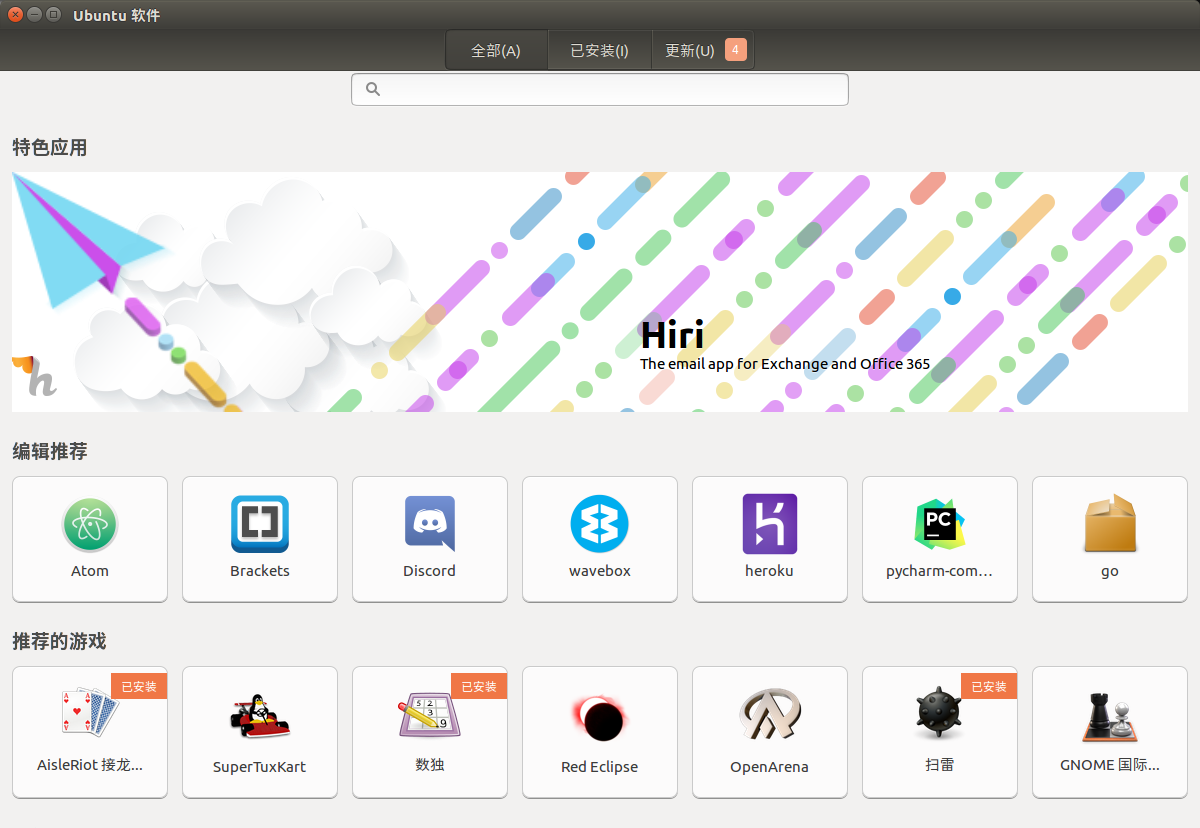 Ubuntu 软件
全部(A)
已安装(I)
更新(U) 4
特色应用
h
Hiri
The email app for Exchange and Office 365
编辑推荐
Atom
Brackets
Discord
wavebox
heroku
PC
pycharm-com…
go
推荐的游戏
已安装
AisleRiot 接龙…
SuperTuxKart
已安装
5 2
3
9
数独
Red Eclipse
OpenArena
已安装
扫雷
GNOME 国际…